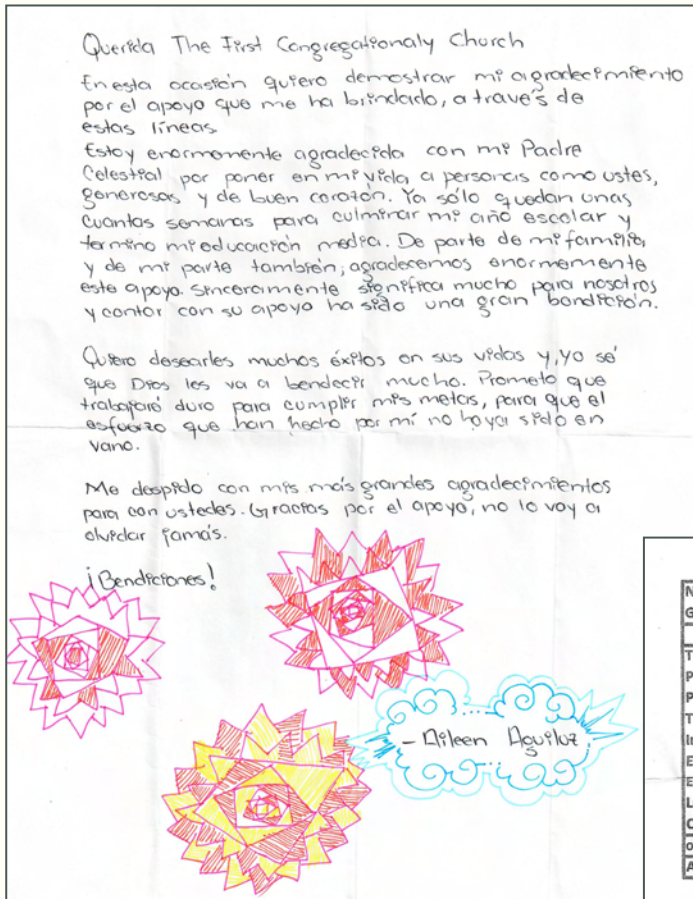 Querida The First Congregationaly Church
En esta ocasión quiero demostrar mi agradecimiento
por el apoyo que me ha brindado, a través de
estas líneas
Estoy enormemente agradecida con mi Padre
Celestial por poner en mi vida a personas como ustes,
generosas y de buen corazón. Ya sólo quedan unas
cuantas semanas para culminar mi año escolar y
termino mi educación media. De parte de mi familia,
y de mi parte también, agradecemos enormemente
este apoyo. Sinceramente significa mucho para nosotros
y contar con su apoyo ha sido una gran bendición.
Quiero desearles muchos éxitos en sus vidas y, yo sé
que Dios les va a bendecir mucho. Prometo que
trabajaré duro para cumplir mis metas, para que el
esfuerzo que han hecho por mí no haya sido en
vano.
Me despido con mis más grandes agradecimientos
para con ustedes. Gracias por el apoyo, no lo voy a
olvidar jamás.
¡Bendiciones!
- Aileen Aguiluz
N
G
T
P
P
T
E
E
L
C
A